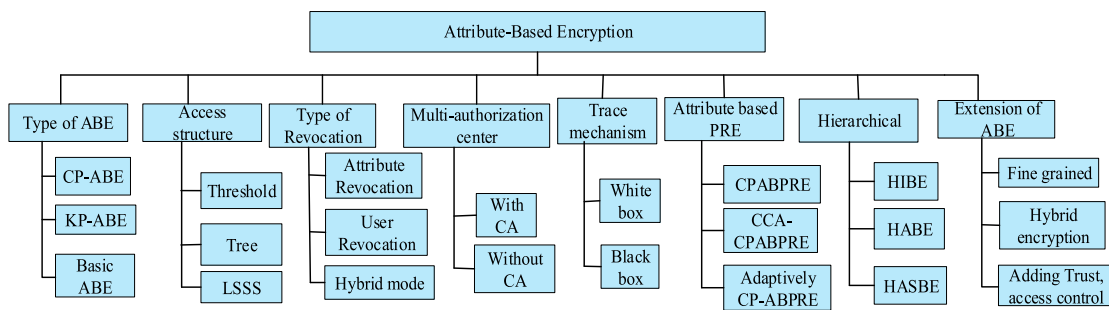 Attribute-Based Encryption
Type of ABE
CP-ABE
KP-ABE
Basic
ABE
Access
structure
Threshold
Tree
LSSS
Type of
Revocation
Attribute
Revocation
User
Revocation
Hybrid mode
Multi-authorization
center
With
CA
Without
CA
Trace
mechanism
White
box
Black
box
Attribute based
PRE
CPABPRE
CCA-
CPABPRE
Adaptively
CP-ABPRE
Hierarchical
HIBE
HABE
HASBE
Extension of
ABE
Fine grained
Hybrid
encryption
Adding Trust,
access control